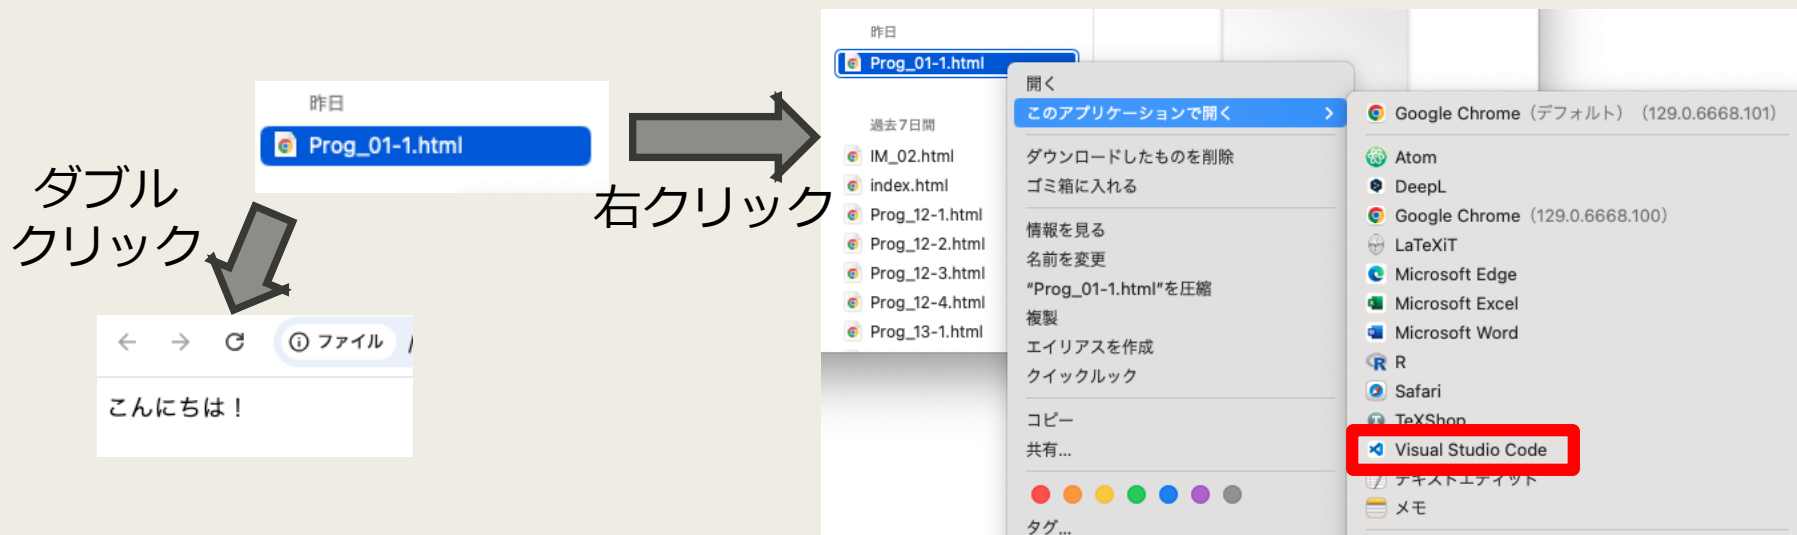 昨日
Prog_01-1.html
ダブル
クリック
右クリック
ファイル /
こんにちは！
昨日
Prog_01-1.html
過去7日間
IM_02.html
index.html
Prog_12-1.html
Prog_12-2.html
Prog_12-3.html
Prog_12-4.html
Prog_13-1.html
開く
このアプリケーションで開く
ダウンロードしたものを削除
ゴミ箱に入れる
情報を見る
名前を変更
“Prog_01-1.html”を圧縮
複製
エイリアスを作成
クイックルック
コピー
共有...
タグ...
Google Chrome（デフォルト）（129.0.6668.101）
Atom
DeepL
Google Chrome（129.0.6668.100）
LaTeXiT
Microsoft Edge
Microsoft Excel
Microsoft Word
R
Safari
TeXShop
Visual Studio Code
テキストエディット
メモ